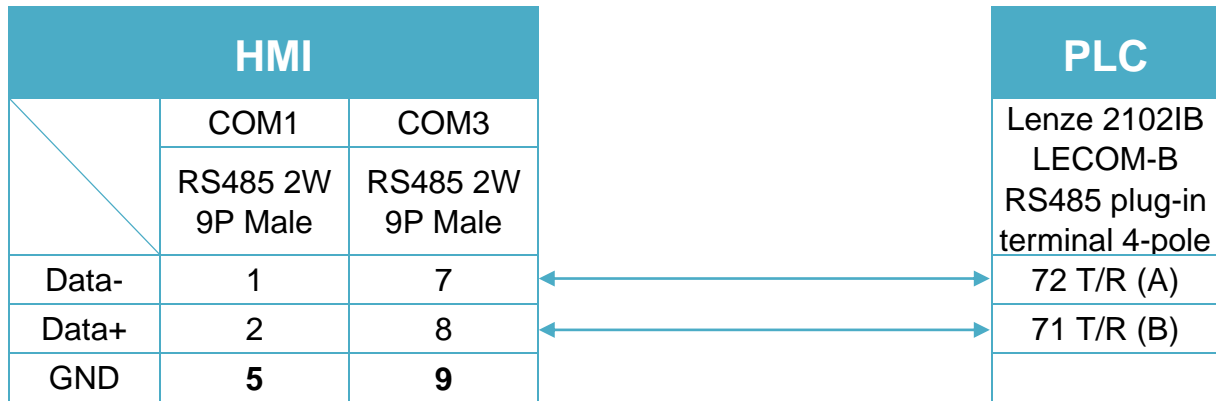 HMI
PLC
COM1 COM3
RS485 2W
9P Male
RS485 2W
9P Male
Lenze 2102IB
LECOM-B
RS485 plug-in
terminal 4-pole
Data- 1 7 72 T/R (A)
Data+ 2 8 71 T/R (B)
GND 5 9